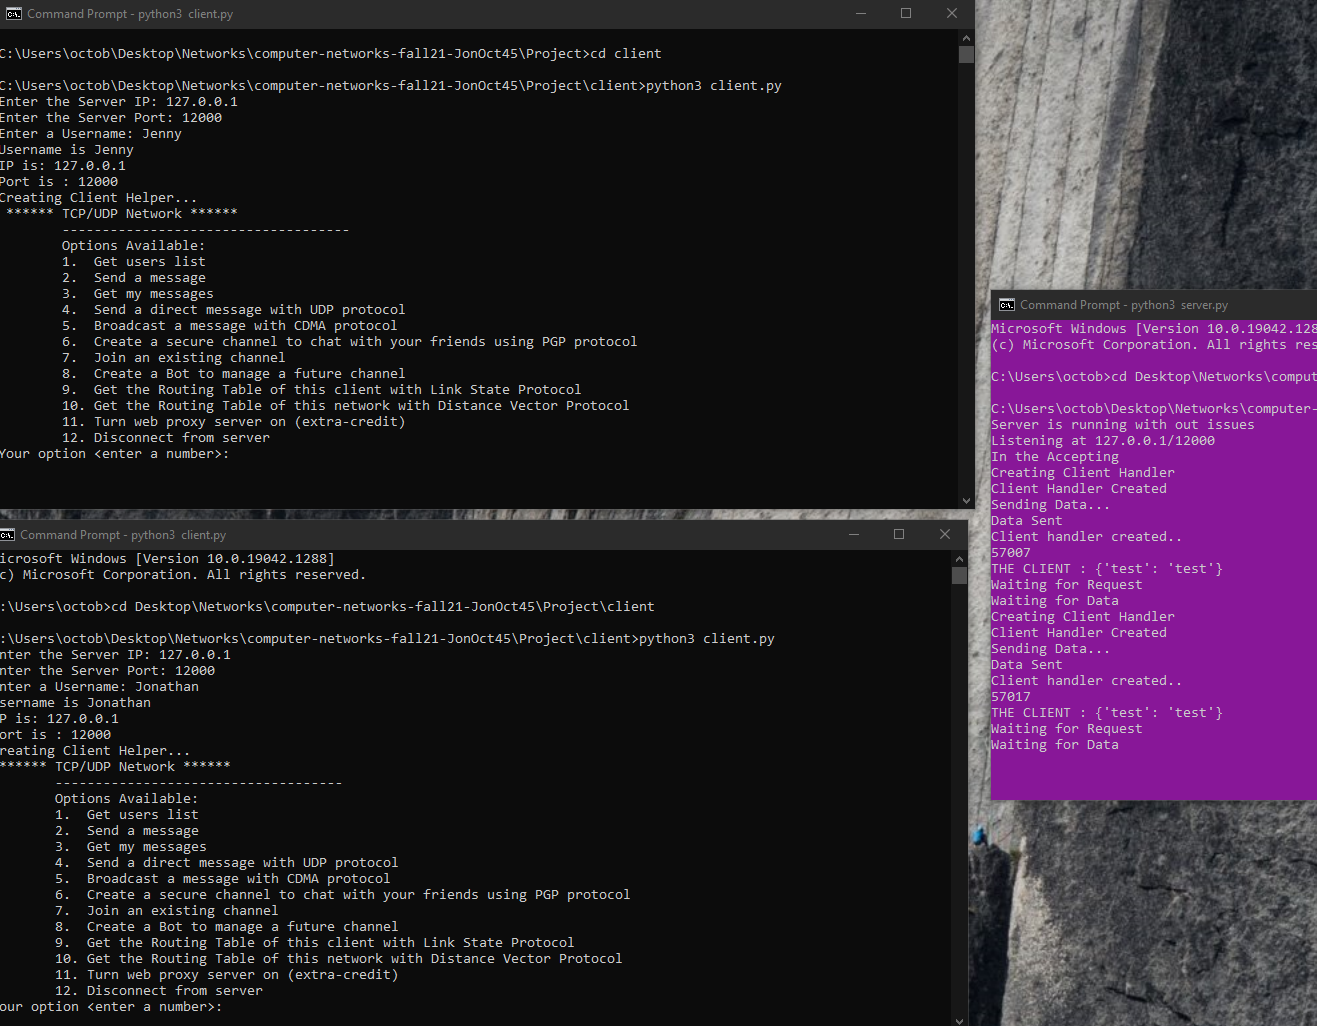 Command Prompt - python3 client.py
C:\Users\octob\Desktop\Networks\computer-networks-fall21-JonOct45\Project>cd client
C:\Users\octob\Desktop\Networks\computer-networks-fall21-JonOct45\Project\client>python3 client.py
Enter the Server IP: 127.0.0.1
Enter the Server Port: 12000
Enter a Username: Jenny
Username is Jenny
IP is: 127.0.0.1
Port is : 12000
Creating Client Helper...
****** TCP/UDP Network ******
------------------------------------
Options Available:
1. Get users list
2. Send a message
3. Get my messages
4. Send a direct message with UDP protocol
5. Broadcast a message with CDMA protocol
6. Create a secure channel to chat with your friends using PGP protocol
7. Join an existing channel
8. Create a Bot to manage a future channel
9. Get the Routing Table of this client with Link State Protocol
10. Get the Routing Table of this network with Distance Vector Protocol
11. Turn web proxy server on (extra-credit)
12. Disconnect from server
Your option <enter a number>:
Command Prompt - python3 client.py
icrosoft Windows [Version 10.0.19042.1288]
c) Microsoft Corporation. All rights reserved.
:\Users\octob>cd Desktop\Networks\computer-networks-fall21-JonOct45\Project\client
:\Users\octob\Desktop\Networks\computer-networks-fall21-JonOct45\Project\client>python3 client.py
nter the Server IP: 127.0.0.1
nter the Server Port: 12000
nter a Username: Jonathan
sername is Jonathan
P is: 127.0.0.1
ort is : 12000
reating Client Helper...
****** TCP/UDP Network ******
------------------------------------
Options Available:
1. Get users list
2. Send a message
3. Get my messages
4. Send a direct message with UDP protocol
5. Broadcast a message with CDMA protocol
6. Create a secure channel to chat with your friends using PGP protocol
7. Join an existing channel
8. Create a Bot to manage a future channel
9. Get the Routing Table of this client with Link State Protocol
10. Get the Routing Table of this network with Distance Vector Protocol
11. Turn web proxy server on (extra-credit)
12. Disconnect from server
our option <enter a number>:
Command Prompt - python3 server.py
Microsoft Windows [Version 10.0.19042.128
(c) Microsoft Corporation. All rights res
C:\Users\octob>cd Desktop\Networks\comput
C:\Users\octob\Desktop\Networks\computer-
Server is running with out issues
Listening at 127.0.0.1/12000
In the Accepting
Creating Client Handler
Client Handler Created
Sending Data...
Data Sent
Client handler created..
57007
THE CLIENT : {'test': 'test'}
Waiting for Request
Waiting for Data
Creating Client Handler
Client Handler Created
Sending Data...
Data Sent
Client handler created..
57017
THE CLIENT : {'test': 'test'}
Waiting for Request
Waiting for Data